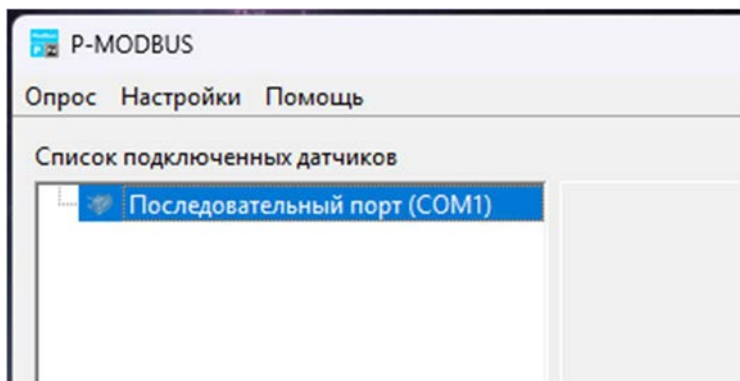 P-MODBUS
Опрос Настройки Помощь
Список подключенных датчиков
Последовательный порт (COM1)